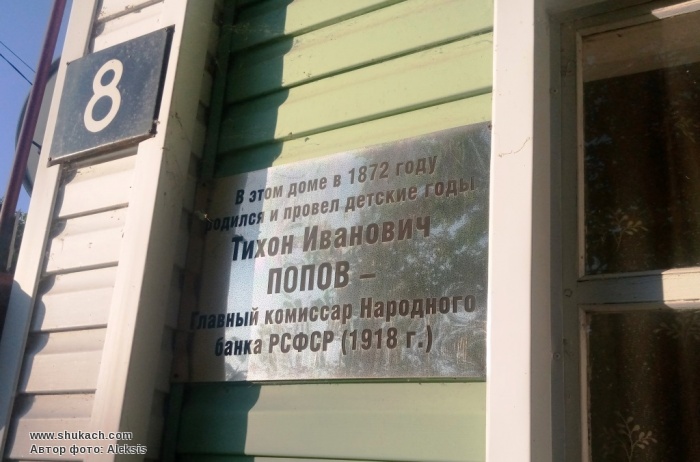 8
В этом доме в 1872 году
родился и провел детские годы
Тихон Иванович
ПОПОВ –
Главный комиссар Народного
банка РСФСР (1918 г.)
www.shukach.com
Автор фото: Aleksis